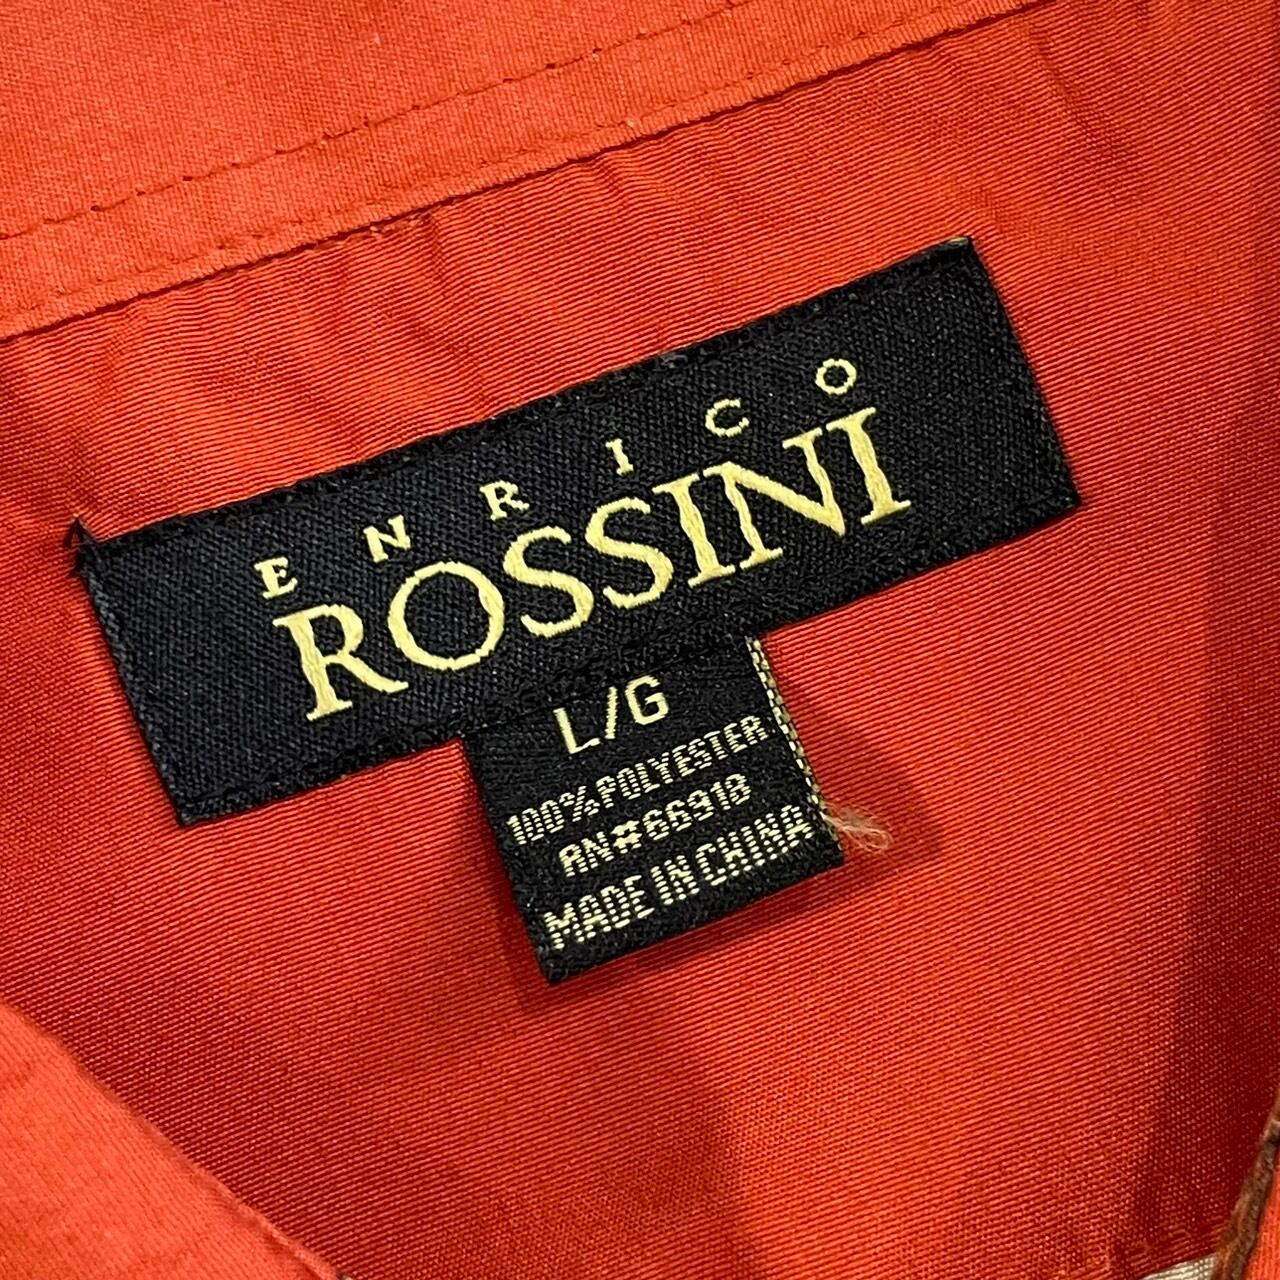 ENRICO
ROSSINI
L/G
100% POLYESTER
RN#66918
MADE IN CHINA